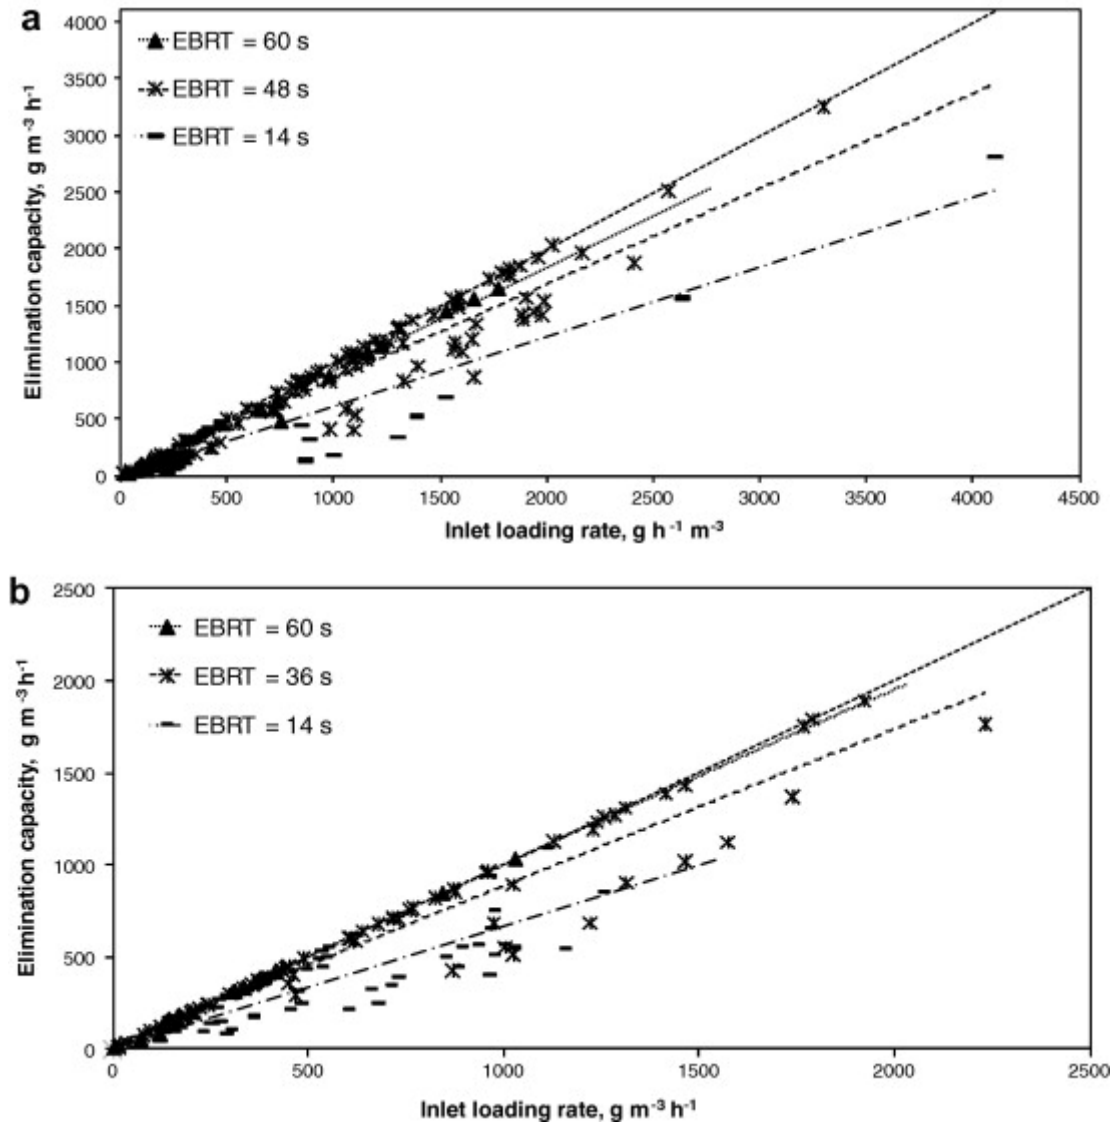 a
EBRT = 60 s
EBRT = 48 s
EBRT = 14 s
Elimination capacity, g m⁻³ h⁻¹
4000
3500
3000
2500
2000
1500
1000
500
0
0 500 1000 1500 2000 2500 3000 3500 4000 4500
Inlet loading rate, g h⁻¹ m⁻³
b
EBRT = 60 s
EBRT = 36 s
EBRT = 14 s
Elimination capacity, g m⁻³ h⁻¹
2500
2000
1500
1000
500
0
0 500 1000 1500 2000 2500
Inlet loading rate, g m⁻³ h⁻¹